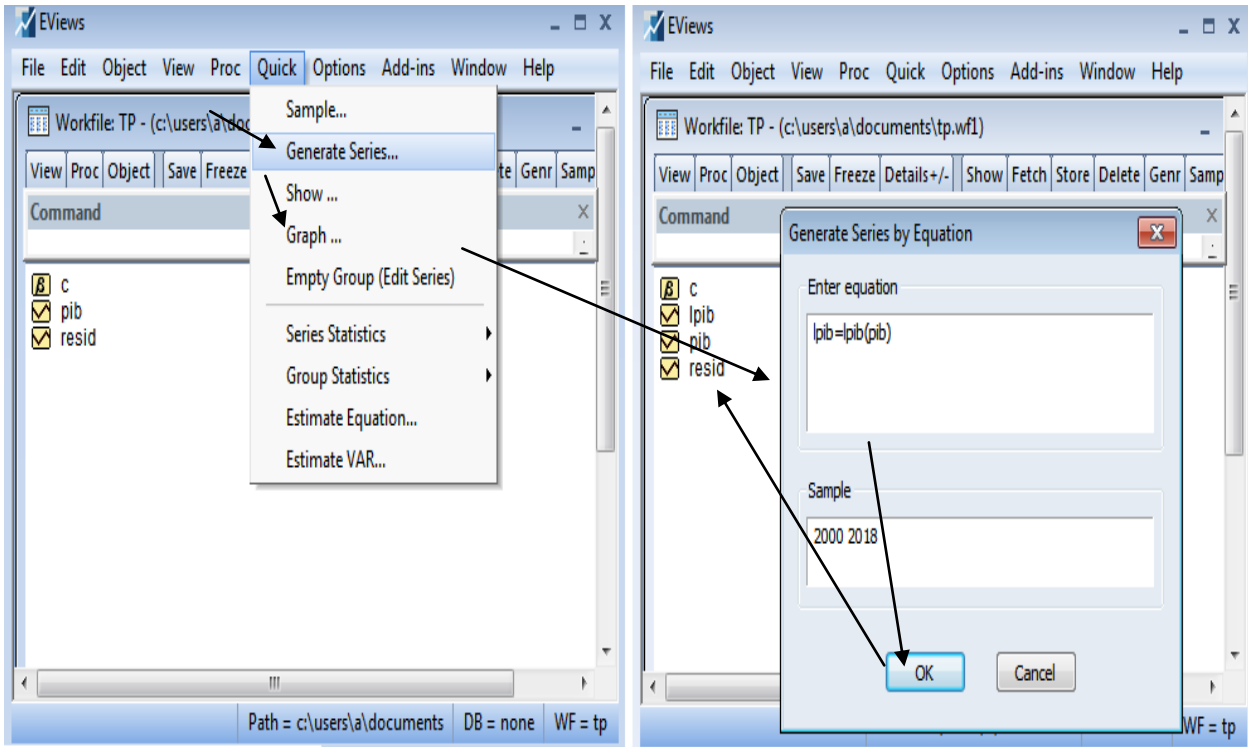 EViews
File Edit Object View Proc Quick Options Add-ins Window Help
Workfile: TP - (c:\users\a\doc
View Proc Object Save Freeze te Genr Samp
Command
c
pib
resid
Sample...
Generate Series...
Show ...
Graph ...
Empty Group (Edit Series)
Series Statistics
Group Statistics
Estimate Equation...
Estimate VAR...
Path = c:\users\a\documents DB = none WF = tp
EViews
File Edit Object View Proc Quick Options Add-ins Window Help
Workfile: TP - (c:\users\a\documents\tp.wf1)
View Proc Object Save Freeze Details+/- Show Fetch Store Delete Genr Samp
Command
c
lpib
pib
resid
Generate Series by Equation
Enter equation
lpib=lpib(pib)
Sample
2000 2018
OK Cancel
WF = tp